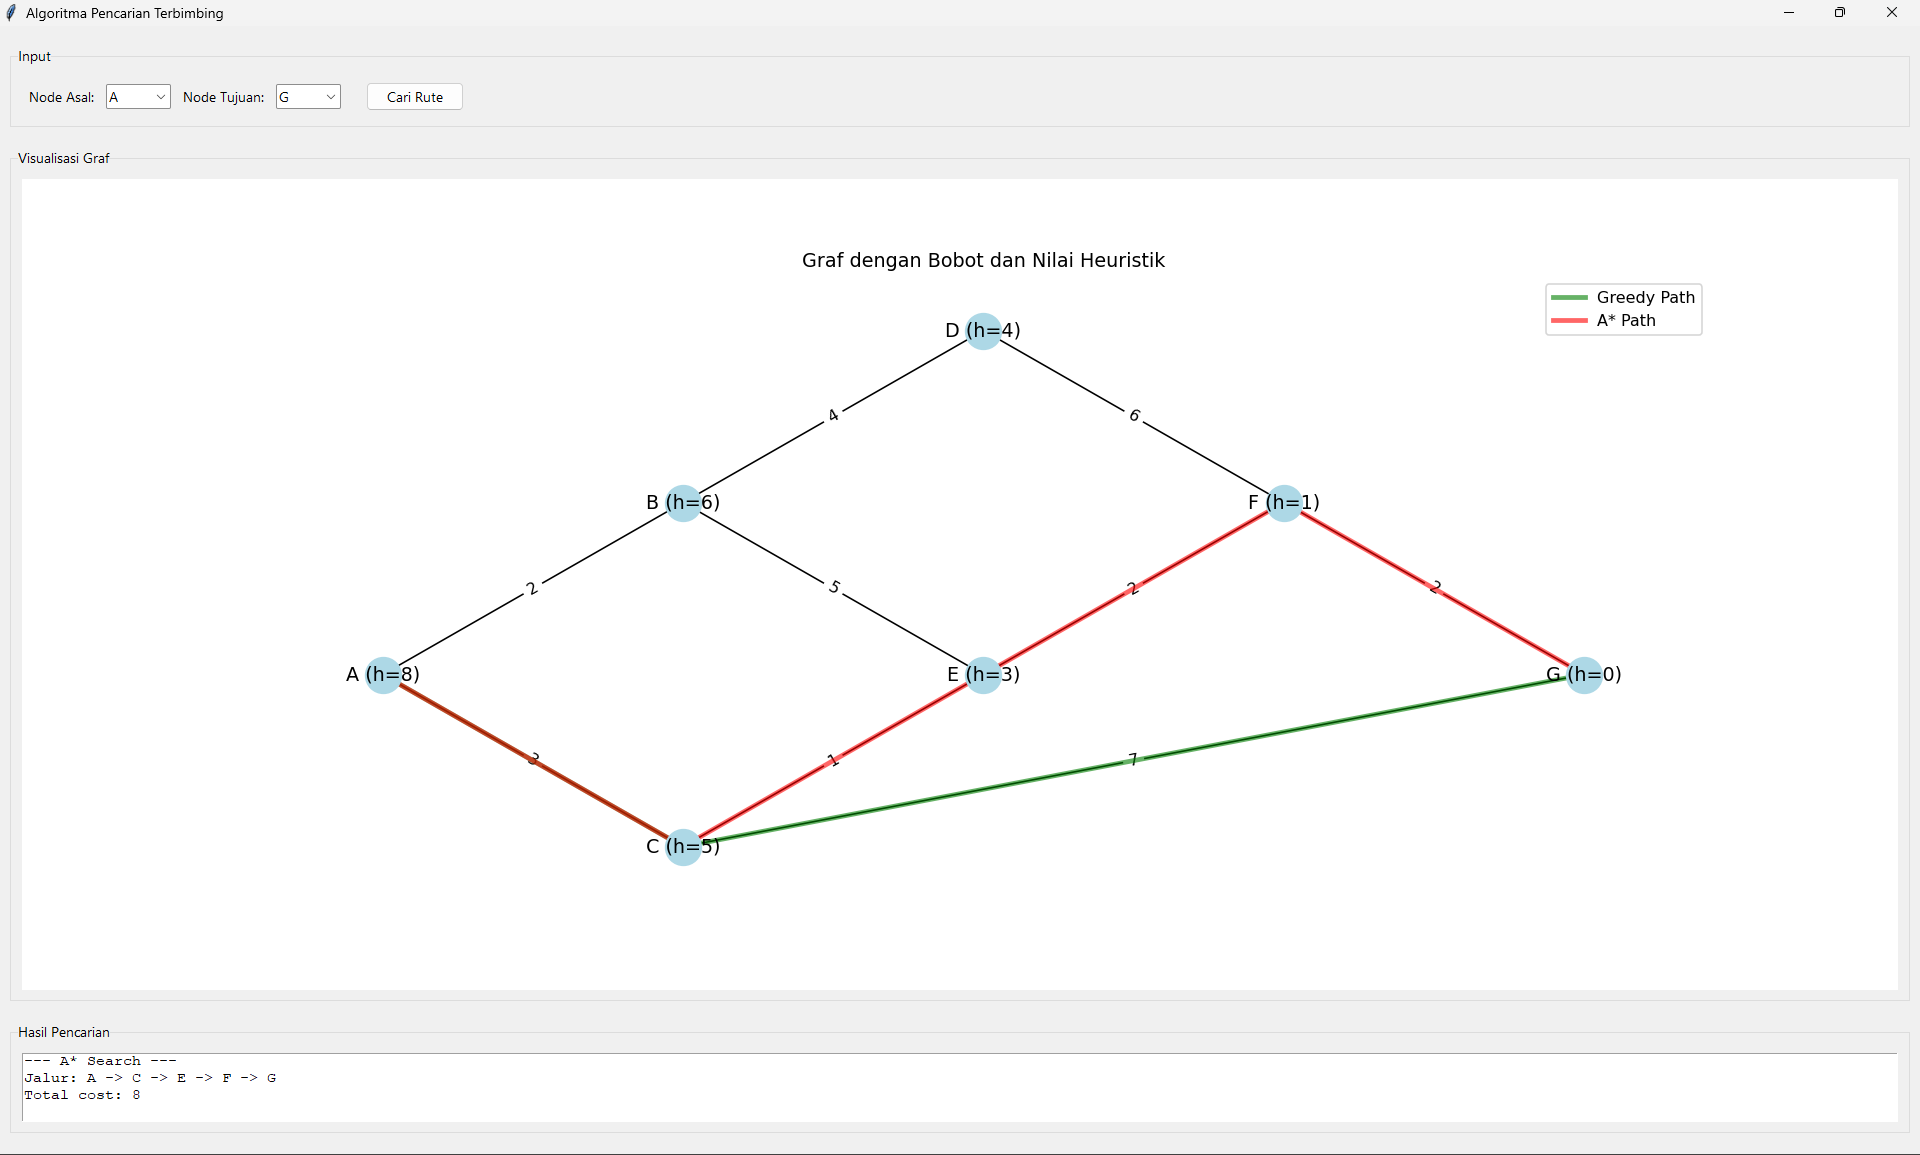 Algoritma Pencarian Terbimbing
Input
Node Asal: A Node Tujuan: G Cari Rute
Visualisasi Graf
Graf dengan Bobot dan Nilai Heuristik
Greedy Path
A* Path
D (h=4)
4
6
B (h=6)
F (h=1)
2
5
2
2
A (h=8)
E (h=3)
G (h=0)
3
1
7
C (h=5)
Hasil Pencarian
--- A* Search ---
Jalur: A -> C -> E -> F -> G
Total cost: 8